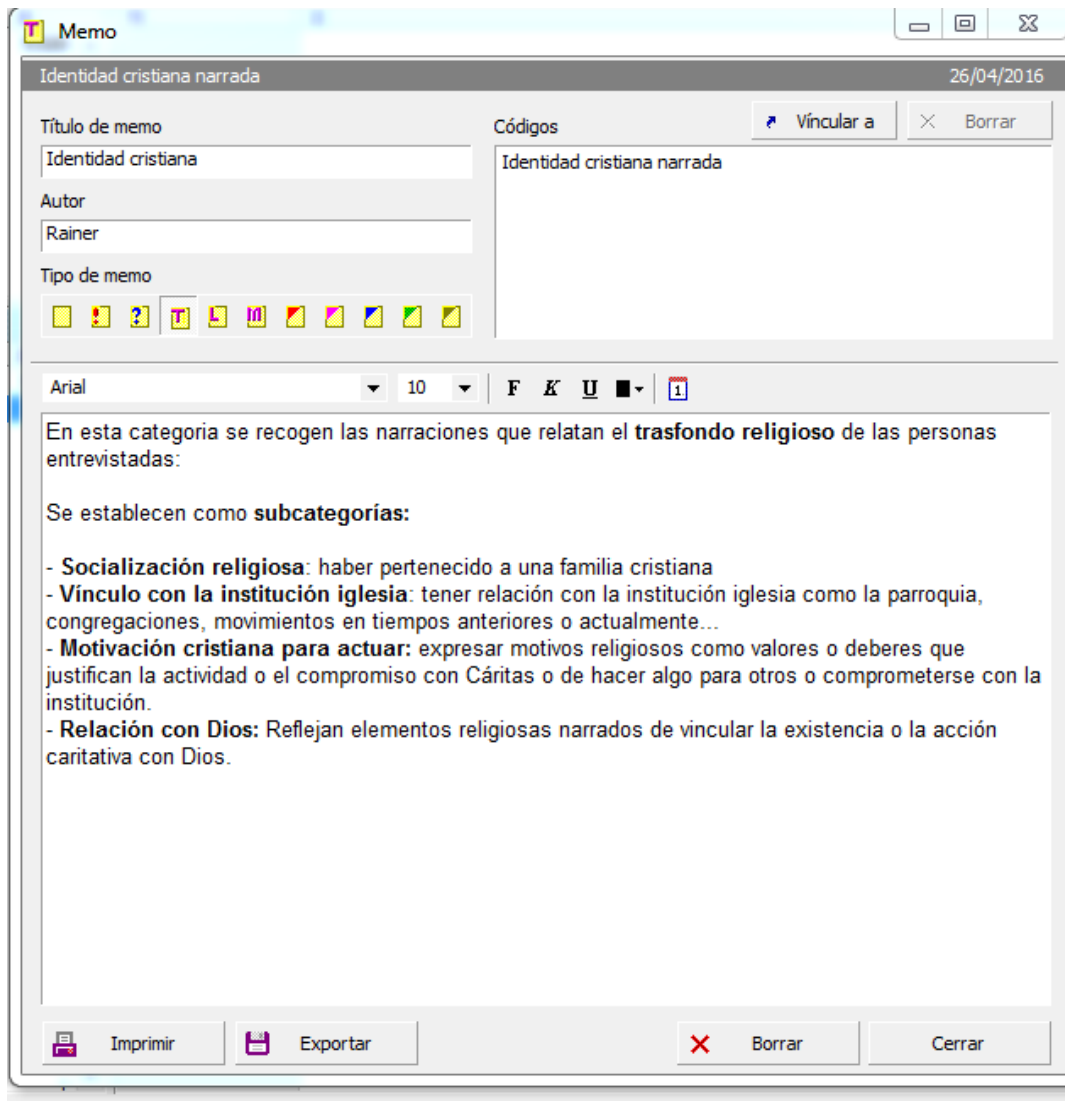 Memo
Identidad cristiana narrada 26/04/2016
Título de memo
Identidad cristiana
Autor
Rainer
Tipo de memo
! ? T L m
Códigos
Víncular a
Borrar
Identidad cristiana narrada
Arial 10 F K U 1
En esta categoria se recogen las narraciones que relatan el trasfondo religioso de las personas
entrevistadas:
Se establecen como subcategorías:
- Socialización religiosa: haber pertenecido a una familia cristiana
- Vínculo con la institución iglesia: tener relación con la institución iglesia como la parroquia,
congregaciones, movimientos en tiempos anteriores o actualmente...
- Motivación cristiana para actuar: expresar motivos religiosos como valores o deberes que
justifican la actividad o el compromiso con Cáritas o de hacer algo para otros o comprometerse con la
institución.
- Relación con Dios: Reflejan elementos religiosas narrados de vincular la existencia o la acción
caritativa con Dios.
Imprimir
Exportar
Borrar
Cerrar